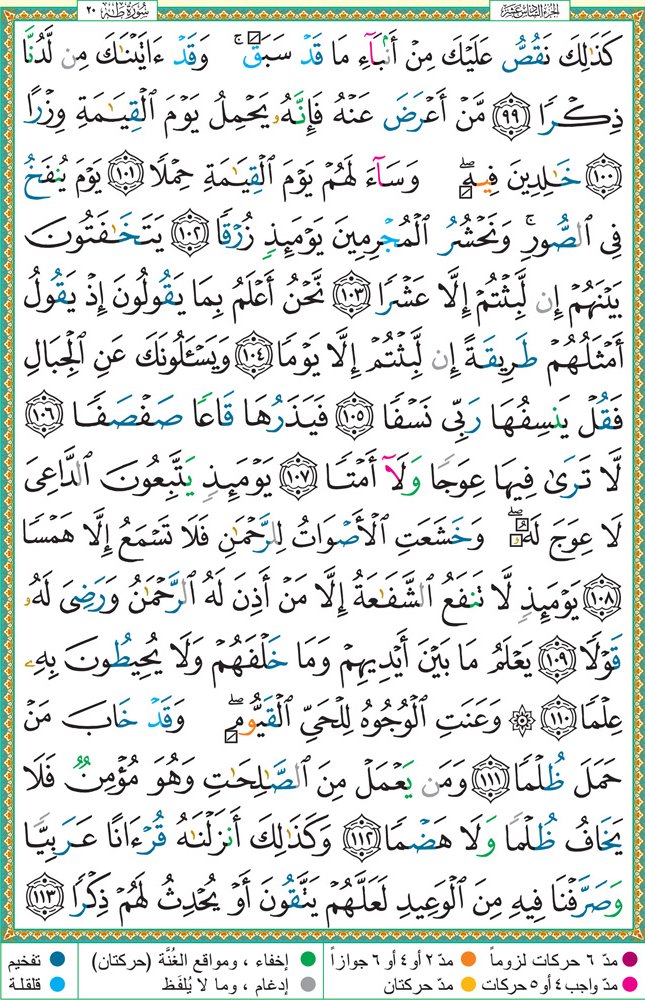 الجزء السادس عشر
سورة طه ٢٠
كَذَٰلِكَ نَقُصُّ عَلَيْكَ مِنْ أَنۢبَآءِ مَا قَدْ سَبَقَ ۚ وَقَدْ ءَاتَيْنَٰكَ مِن لَّدُنَّا
ذِكْرًا ٩٩ مَّنْ أَعْرَضَ عَنْهُ فَإِنَّهُۥ يَحْمِلُ يَوْمَ ٱلْقِيَٰمَةِ وِزْرًا
١٠٠ خَٰلِدِينَ فِيهِ ۖ وَسَآءَ لَهُمْ يَوْمَ ٱلْقِيَٰمَةِ حِمْلًا ١٠١ يَوْمَ يُنفَخُ
فِى ٱلصُّورِ ۚ وَنَحْشُرُ ٱلْمُجْرِمِينَ يَوْمَئِذٍ زُرْقًا ١٠٢ يَتَخَٰفَتُونَ
بَيْنَهُمْ إِن لَّبِثْتُمْ إِلَّا عَشْرًا ١٠٣ نَّحْنُ أَعْلَمُ بِمَا يَقُولُونَ إِذْ يَقُولُ
أَمْثَلُهُمْ طَرِيقَةً إِن لَّبِثْتُمْ إِلَّا يَوْمًا ١٠٤ وَيَسْـَٔلُونَكَ عَنِ ٱلْجِبَالِ
فَقُلْ يَنسِفُهَا رَبِّى نَسْفًا ١٠٥ فَيَذَرُهَا قَاعًا صَفْصَفًا ١٠٦
لَّا تَرَىٰ فِيهَا عِوَجًا وَلَآ أَمْتًا ١٠٧ يَوْمَئِذٍ يَتَّبِعُونَ ٱلدَّاعِىَ
لَا عِوَجَ لَهُۥ ۖ وَخَشَعَتِ ٱلْأَصْوَاتُ لِلرَّحْمَٰنِ فَلَا تَسْمَعُ إِلَّا هَمْسًا
١٠٨ يَوْمَئِذٍ لَّا تَنفَعُ ٱلشَّفَٰعَةُ إِلَّا مَنْ أَذِنَ لَهُ ٱلرَّحْمَٰنُ وَرَضِىَ لَهُۥ
قَوْلًا ١٠٩ يَعْلَمُ مَا بَيْنَ أَيْدِيهِمْ وَمَا خَلْفَهُمْ وَلَا يُحِيطُونَ بِهِۦ
عِلْمًا ١١٠ ۞ وَعَنَتِ ٱلْوُجُوهُ لِلْحَىِّ ٱلْقَيُّومِ ۖ وَقَدْ خَابَ مَنْ
حَمَلَ ظُلْمًا ١١١ وَمَن يَعْمَلْ مِنَ ٱلصَّٰلِحَٰتِ وَهُوَ مُؤْمِنٌ فَلَا
يَخَافُ ظُلْمًا وَلَا هَضْمًا ١١٢ وَكَذَٰلِكَ أَنزَلْنَٰهُ قُرْءَانًا عَرَبِيًّا
وَصَرَّفْنَا فِيهِ مِنَ ٱلْوَعِيدِ لَعَلَّهُمْ يَتَّقُونَ أَوْ يُحْدِثُ لَهُمْ ذِكْرًا ١١٣
مدّ ٦ حركات لزوماً مدّ ٢ أو ٤ أو ٦ جوازاً إخفاء، ومواقع الغُنَّة (حركتان) تفخيم
مدّ واجب ٤ أو ٥ حركات مدّ حركتان إدغام، وما لا يُلفَظ قلقلة